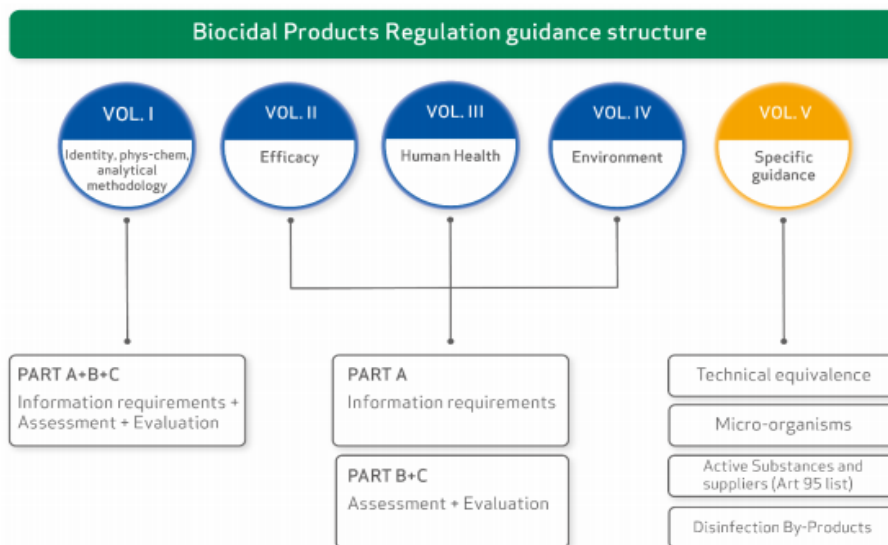 Biocidal Products Regulation guidance structure
VOL. I
Identity, phys-chem,
analytical
methodology
VOL. II
Efficacy
VOL. III
Human Health
VOL. IV
Environment
VOL. V
Specific
guidance
PART A+B+C
Information requirements +
Assessment + Evaluation
PART A
Information requirements
PART B+C
Assessment + Evaluation
Technical equivalence
Micro-organisms
Active Substances and
suppliers (Art 95 list)
Disinfection By-Products